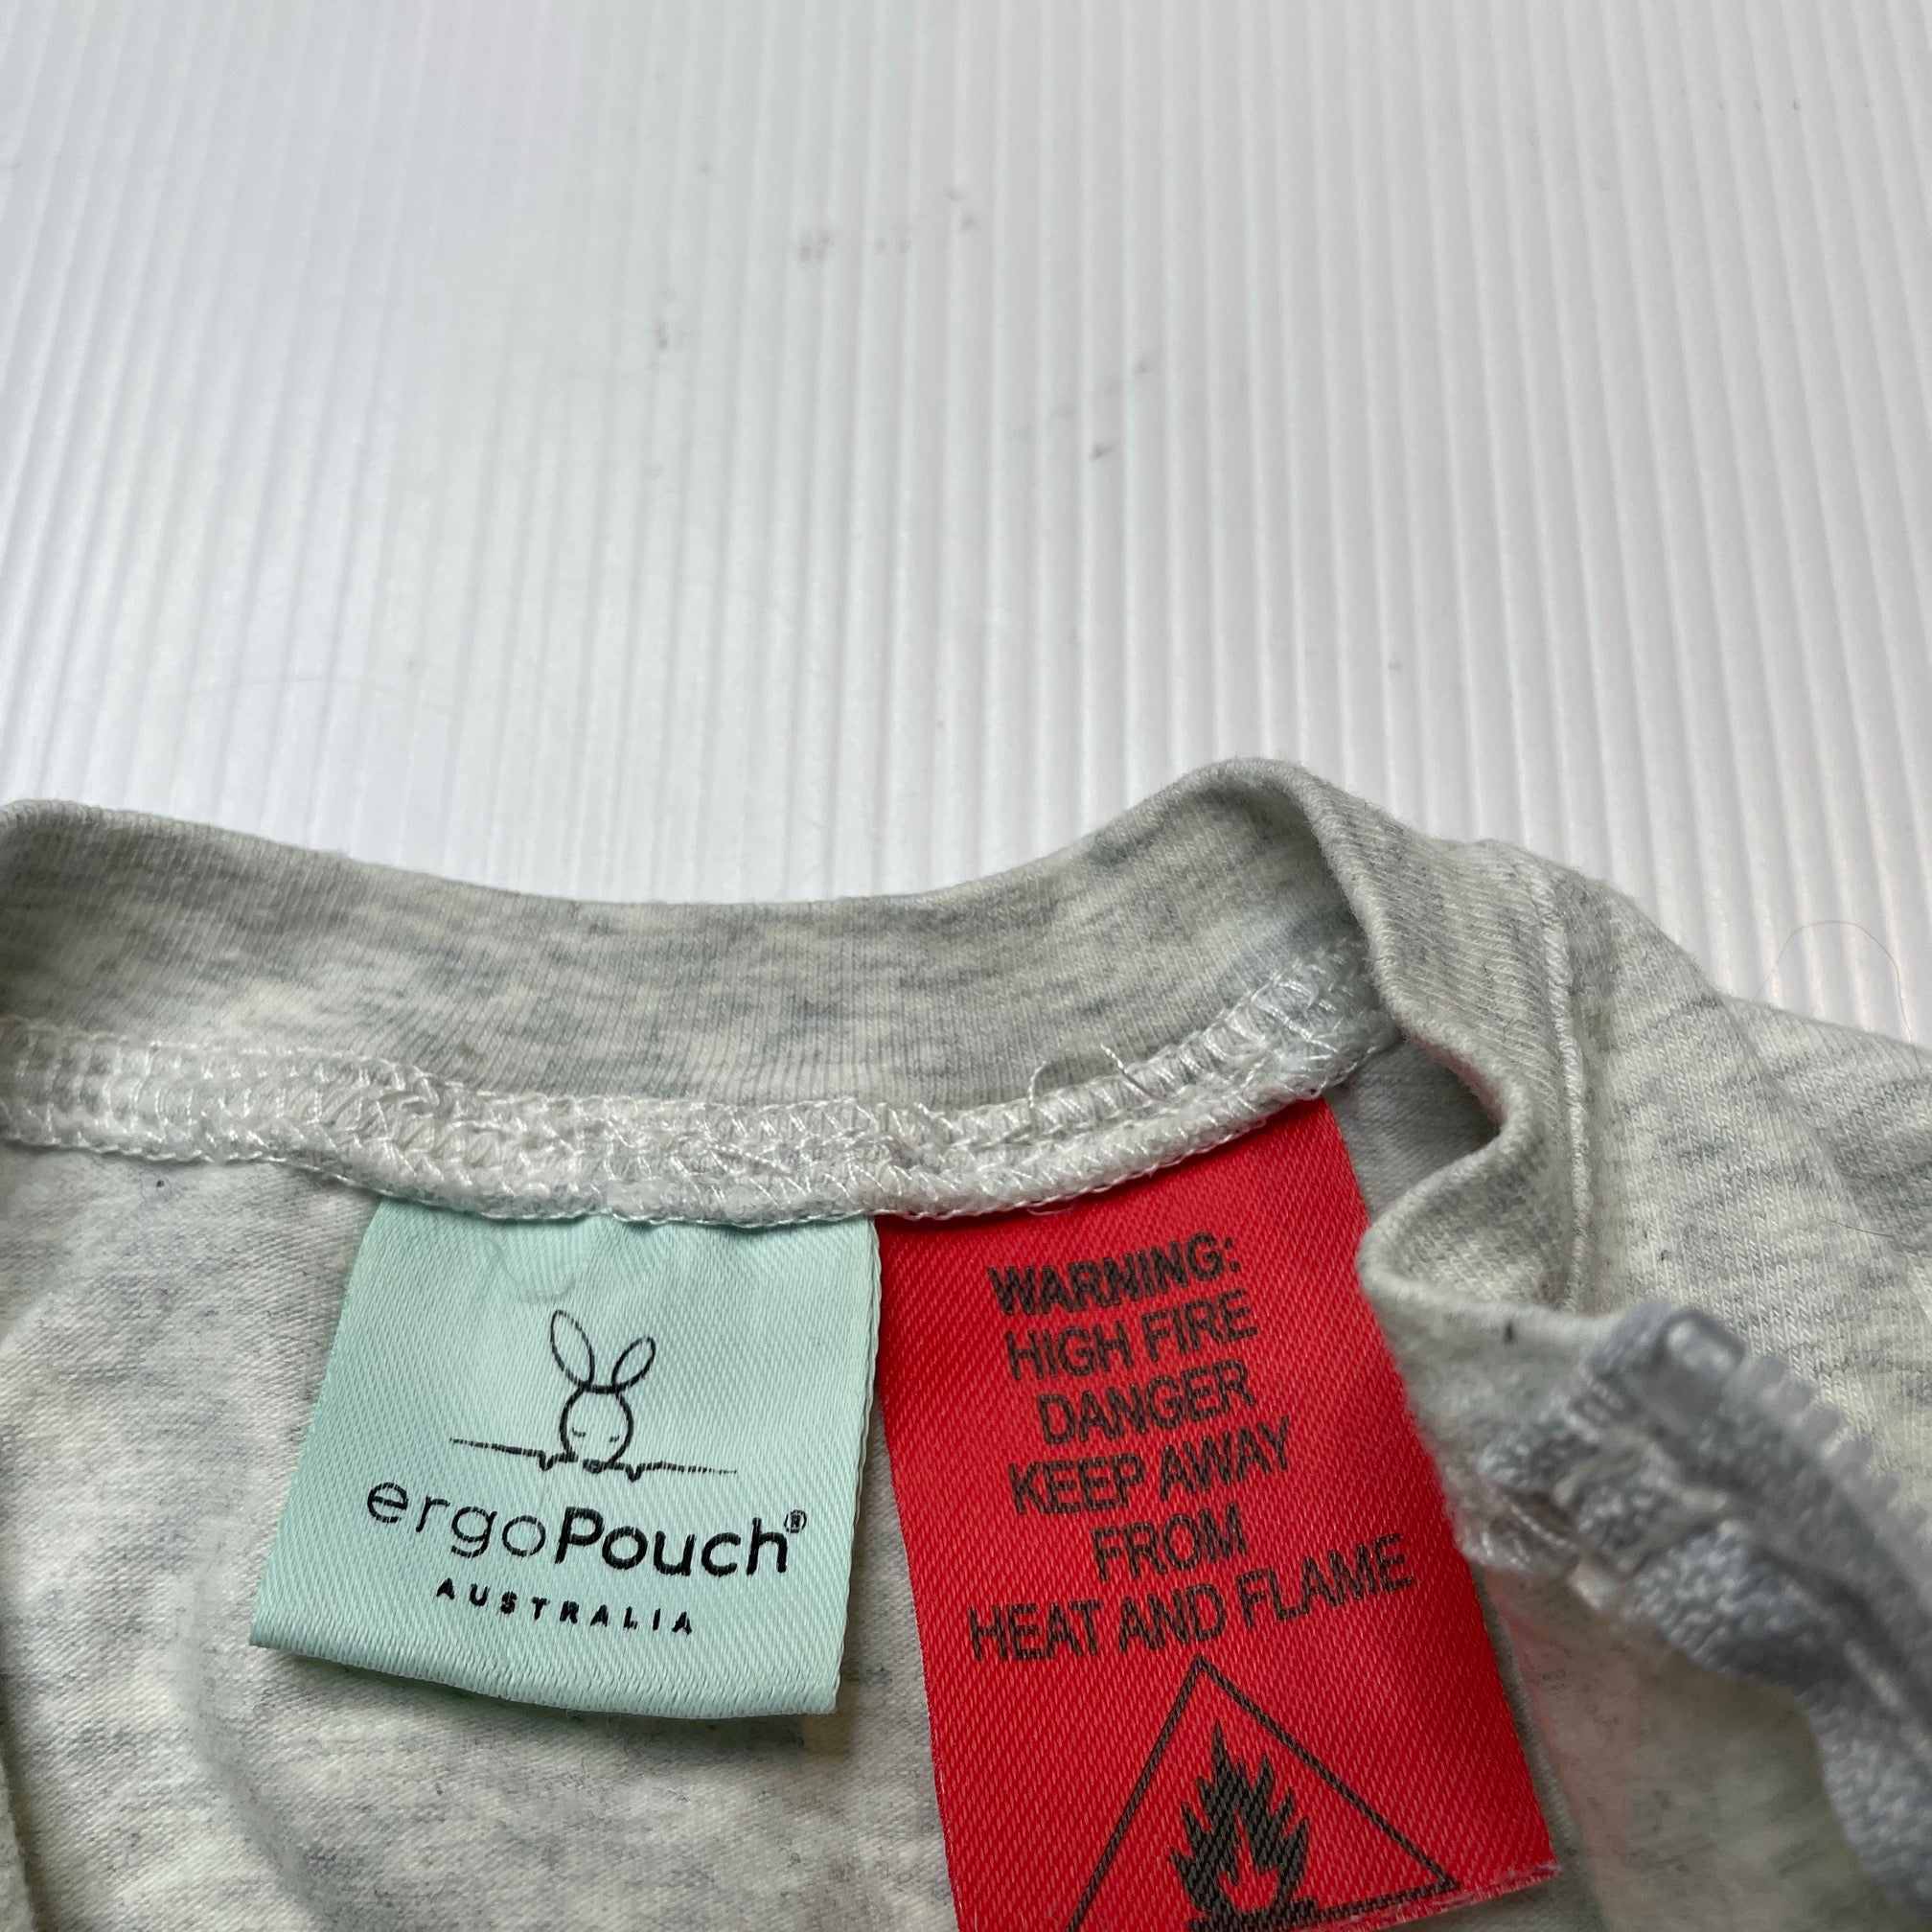 ergoPouch®
AUSTRALIA
WARNING:
HIGH FIRE
DANGER
KEEP AWAY
FROM
HEAT AND FLAME